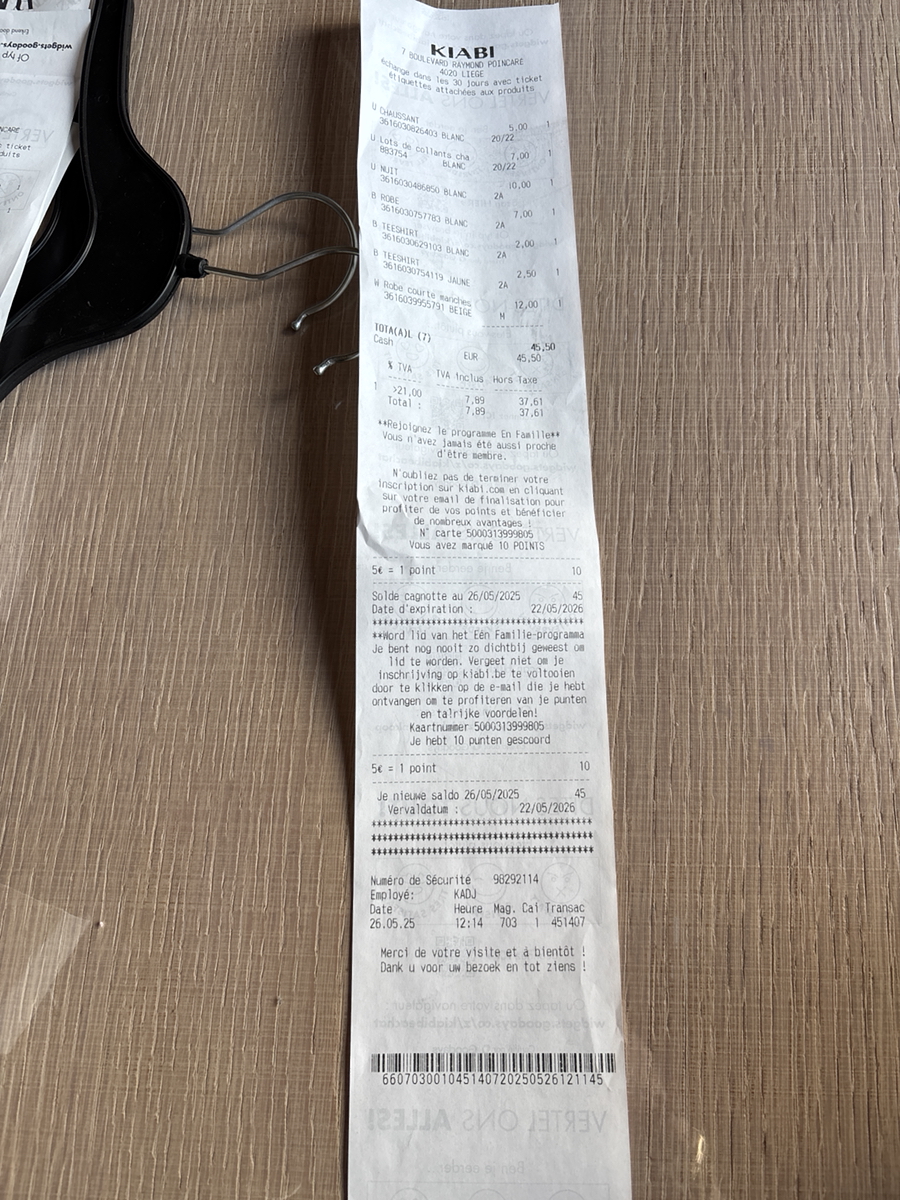 KIABI
7 BOULEVARD RAYMOND POINCARÉ
4020 LIEGE
échange dans les 30 jours avec ticket
étiquettes attachées aux produits
U CHAUSSANT 5,00 1
3616030826403 BLANC 20/22
U Lots de collants cha 7,00 1
BB3754 BLANC 20/22
U NUIT 10,00 1
3616030486850 BLANC 2A
B ROBE 7,00 1
3616030757783 BLANC 2A
B TEESHIRT 2,00 1
3616030629103 BLANC 2A
B TEESHIRT 2,50 1
3616030754119 JAUNE 2A
W Robe courte manches 12,00 1
3616039955791 BEIGE M
TOTA(A)L (7) 45,50
Cash EUR 45,50
% TVA TVA inclus Hors Taxe
1 >21,00 7,89 37,61
Total : 7,89 37,61
**Rejoignez le programme En Famille**
Vous n'avez jamais été aussi proche
d'être membre.
N'oubliez pas de terminer votre
inscription sur kiabi.com en cliquant
sur votre email de finalisation pour
profiter de vos points et bénéficier
de nombreux avantages !
N° carte 5000313999805
Vous avez marqué 10 POINTS
5€ = 1 point 10
Solde cagnotte au 26/05/2025 45
Date d'expiration : 22/05/2026
**Word lid van het Eén Familie-programma
Je bent nog nooit zo dichtbij geweest om
lid te worden. Vergeet niet om je
inschrijving op kiabi.be te voltooien
door te klikken op de e-mail die je hebt
ontvangen om te profiteren van je punten
en talrijke voordelen!
Kaartnummer 5000313999805
Je hebt 10 punten gescoord
5€ = 1 point 10
Je nieuwe saldo 26/05/2025 45
Vervaldatum : 22/05/2026
Numéro de Sécurité 98292114
Employé: KADJ
Date Heure Mag. Cai Transac
26.05.25 12:14 703 1 451407
Merci de votre visite et à bientôt !
Dank u voor uw bezoek en tot ziens !
66070300104514072025052612­1145